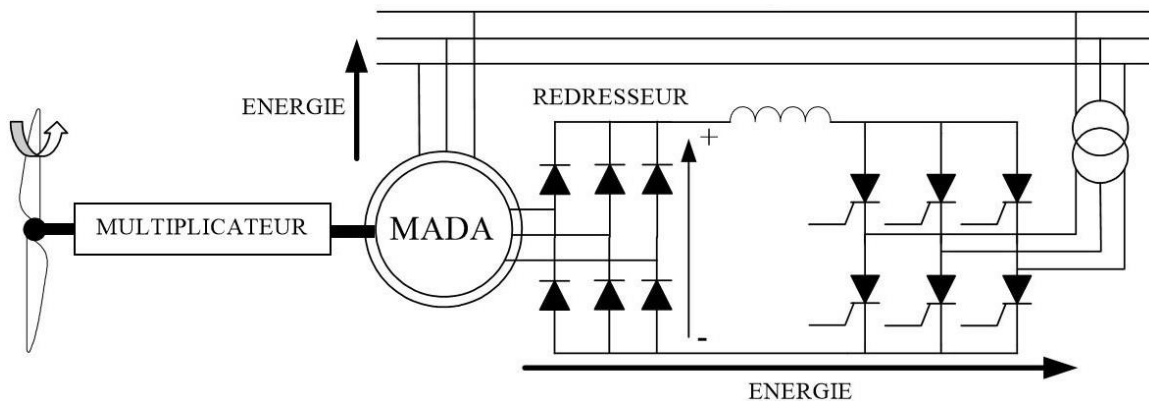 ENERGIE
REDRESSEUR
+
MULTIPLICATEUR
MADA
-
ENERGIE